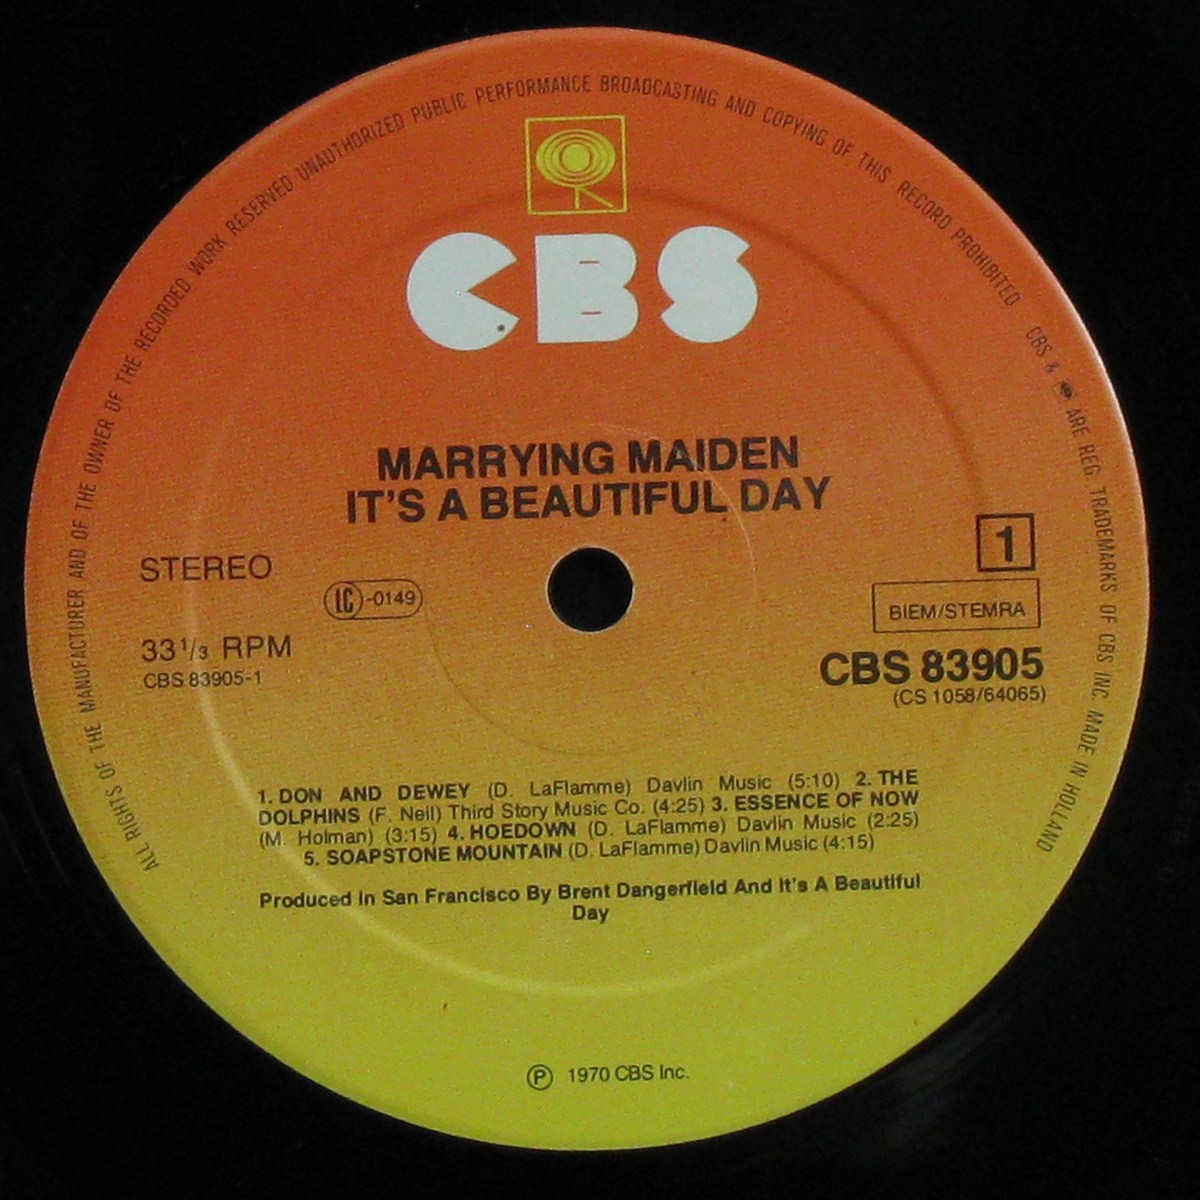 ALL RIGHTS OF THE MANUFACTURER AND OF THE OWNER OF THE RECORDED WORK RESERVED UNAUTHORIZED PUBLIC PERFORMANCE BROADCASTING AND COPYING OF THIS RECORD PROHIBITED CBS & ARE REG TRADEMARKS OF CBS INC. MADE IN HOLLAND
CBS
MARRYING MAIDEN
IT'S A BEAUTIFUL DAY
STEREO
LC-0149
33 1/3 RPM
CBS 83905-1
1
BIEM/STEMRA
CBS 83905
(CS 1058/64065)
1. DON AND DEWEY (D. LaFlamme) Davlin Music (5:10) 2. THE
DOLPHINS (F. Neil) Third Story Music Co. (4:25) 3. ESSENCE OF NOW
(M. Holman) (3:15) 4. HOEDOWN (D. LaFlamme) Davlin Music (2:25)
5. SOAPSTONE MOUNTAIN (D. LaFlamme) Davlin Music (4:15)
Produced In San Francisco By Brent Dangerfield And It's A Beautiful
Day
℗ 1970 CBS Inc.